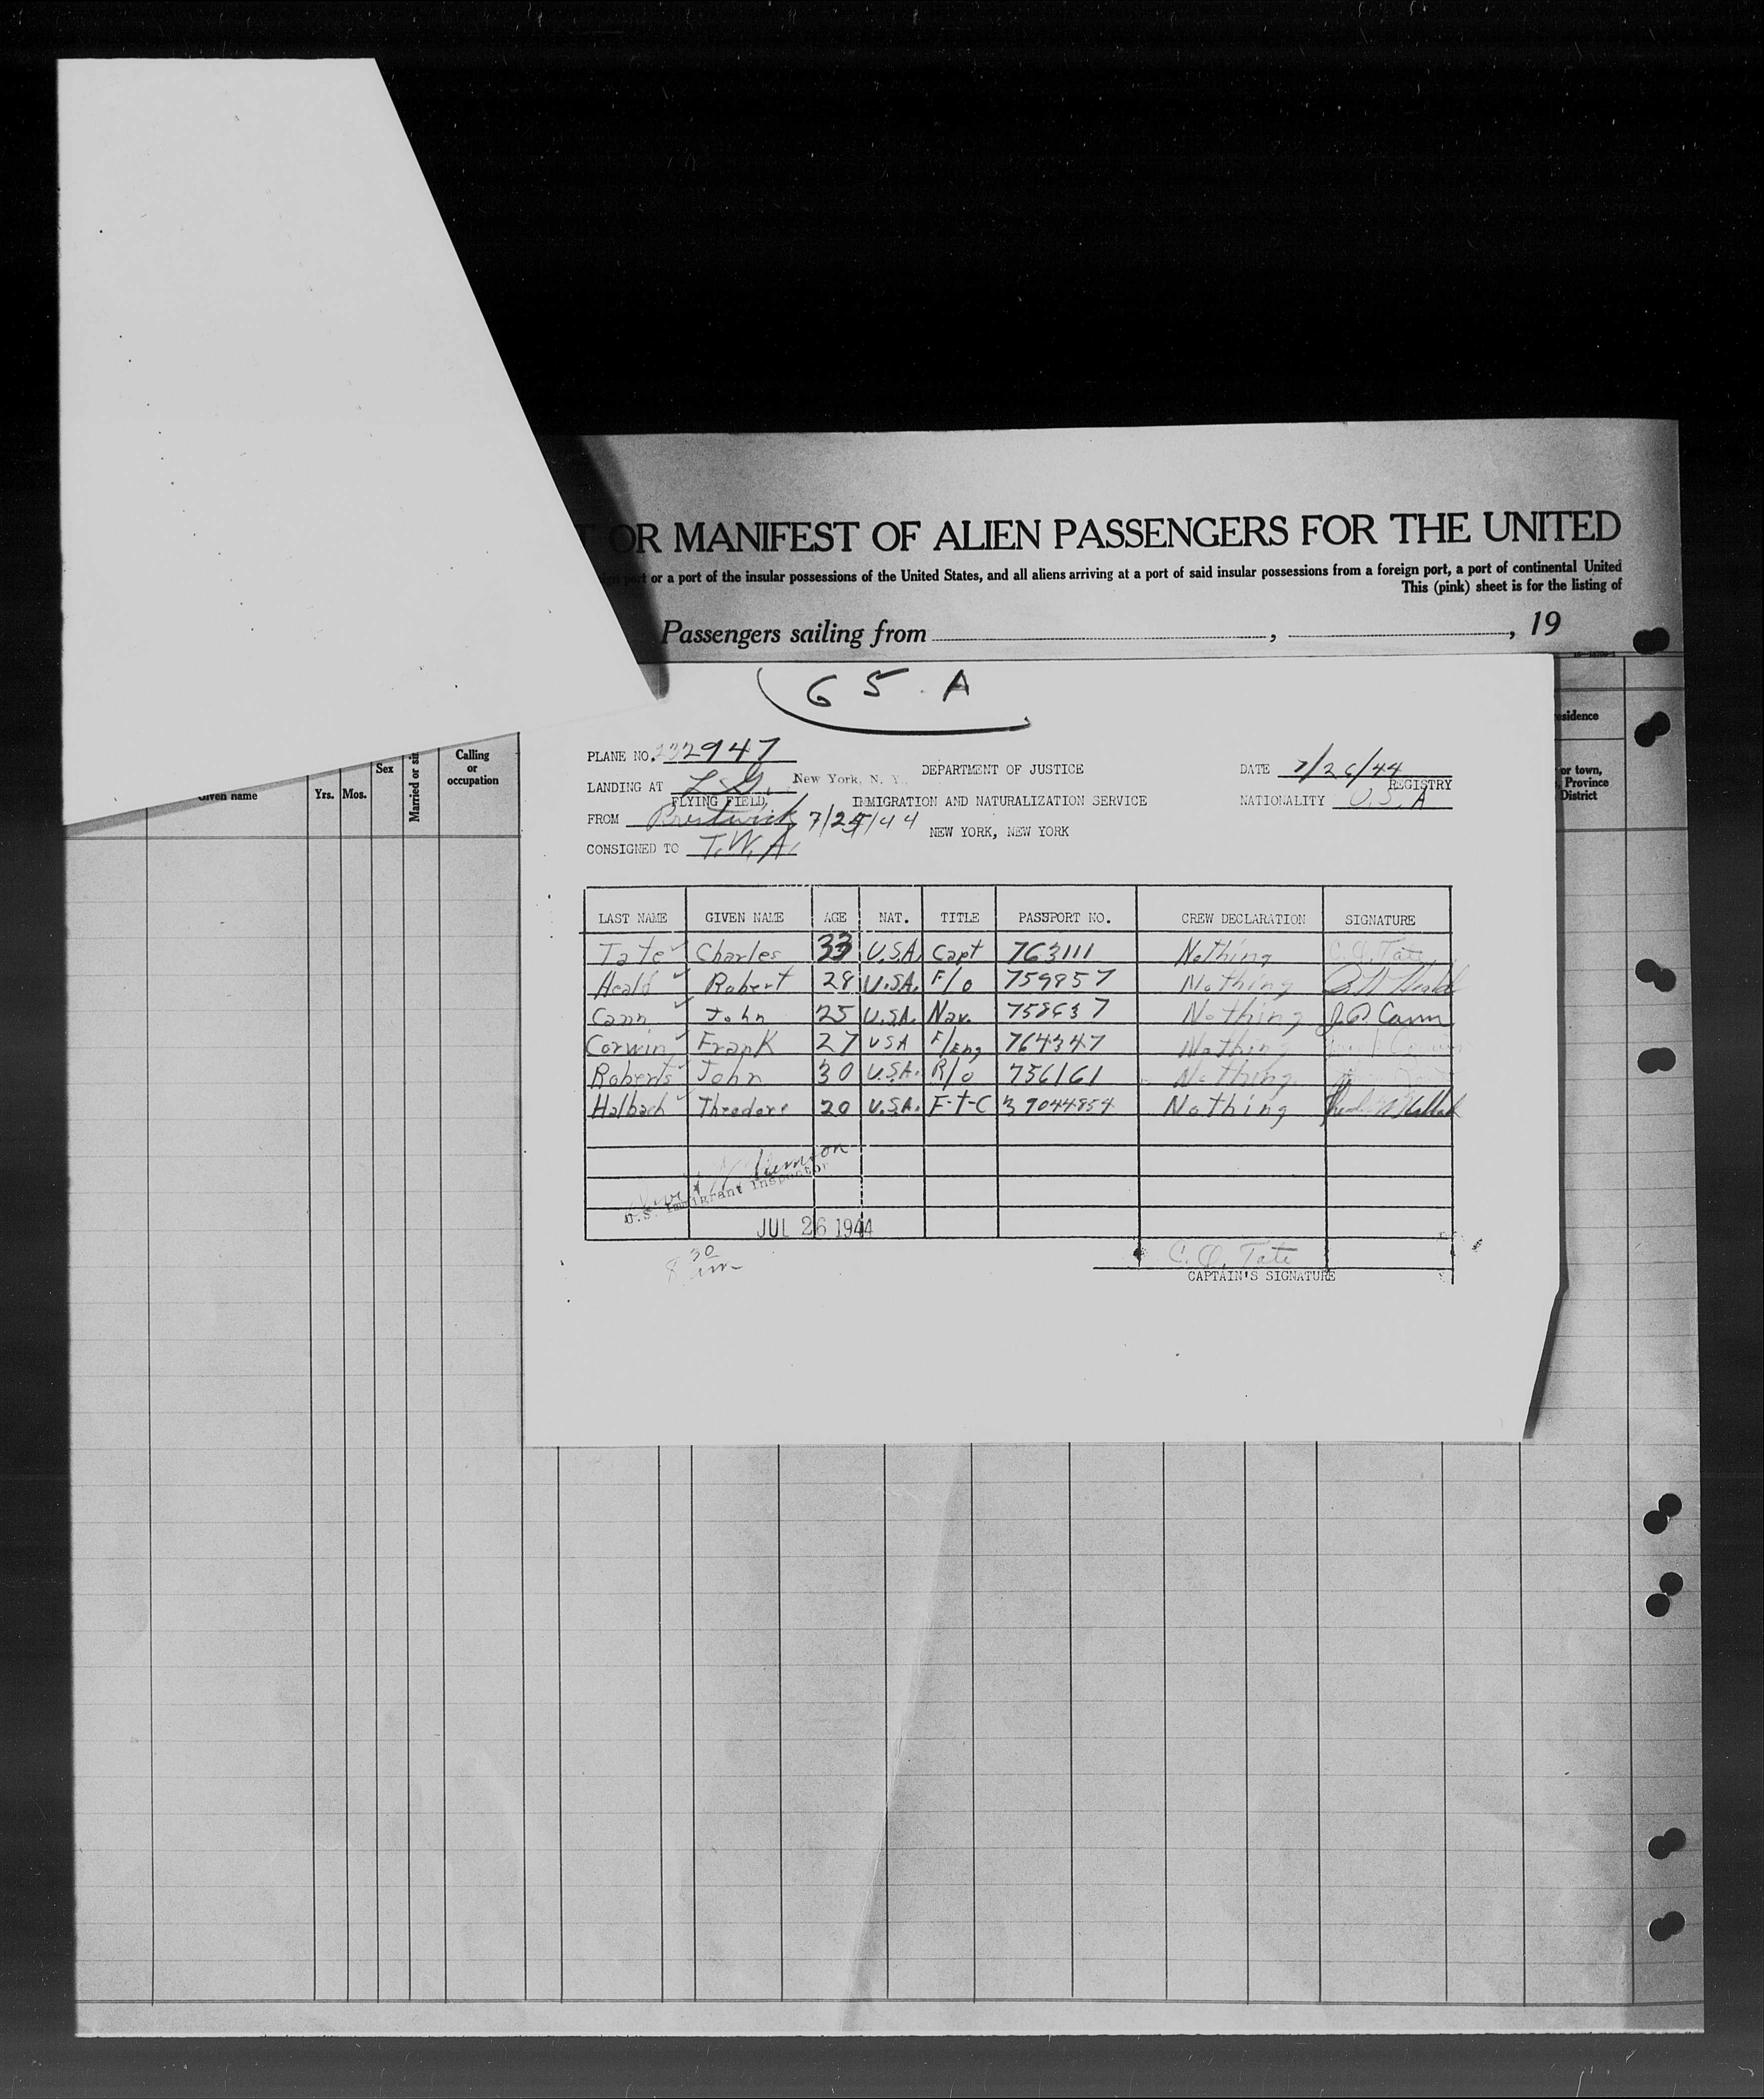 OR MANIFEST OF ALIEN PASSENGERS FOR THE UNITED
port or a port of the insular possessions of the United States, and all aliens arriving at a port of said insular possessions from a foreign port, a port of continental United
This (pink) sheet is for the listing of
Passengers sailing from , , 19
65 A
PLANE NO. 2947
DEPARTMENT OF JUSTICE
DATE 7/26/44
LANDING AT L. G. New York, N. Y.
REGISTRY
FLYING FIELD,
IMMIGRATION AND NATURALIZATION SERVICE
NATIONALITY U.S.A
FROM Prestwick 7/25/44
NEW YORK, NEW YORK
CONSIGNED TO T.W.A.
LAST NAME GIVEN NAME AGE NAT. TITLE PASSPORT NO. CREW DECLARATION SIGNATURE
Tate Charles 33 U.S.A. Capt 763111 Nothing C. O. Tate
Heald Robert 28 U.S.A. F/o 759857 Nothing Heald
Cann John 25 U.S.A. Nav. 758637 Nothing Cann
Corwin Frank 27 USA F/Eng 764347 Nothing
Roberts John 30 U.S.A. R/o 756161 Nothing
Halbach Theodore 20 U.S.A. F-T-C 39044854 Nothing
U.S. Immigrant Inspector
JUL 26 1944
8 30 am
C. O. Tate
CAPTAIN'S SIGNATURE
Given name
Yrs.
Mos.
Sex
Married or si
Calling
or
occupation
esidence
or town,
Province
District